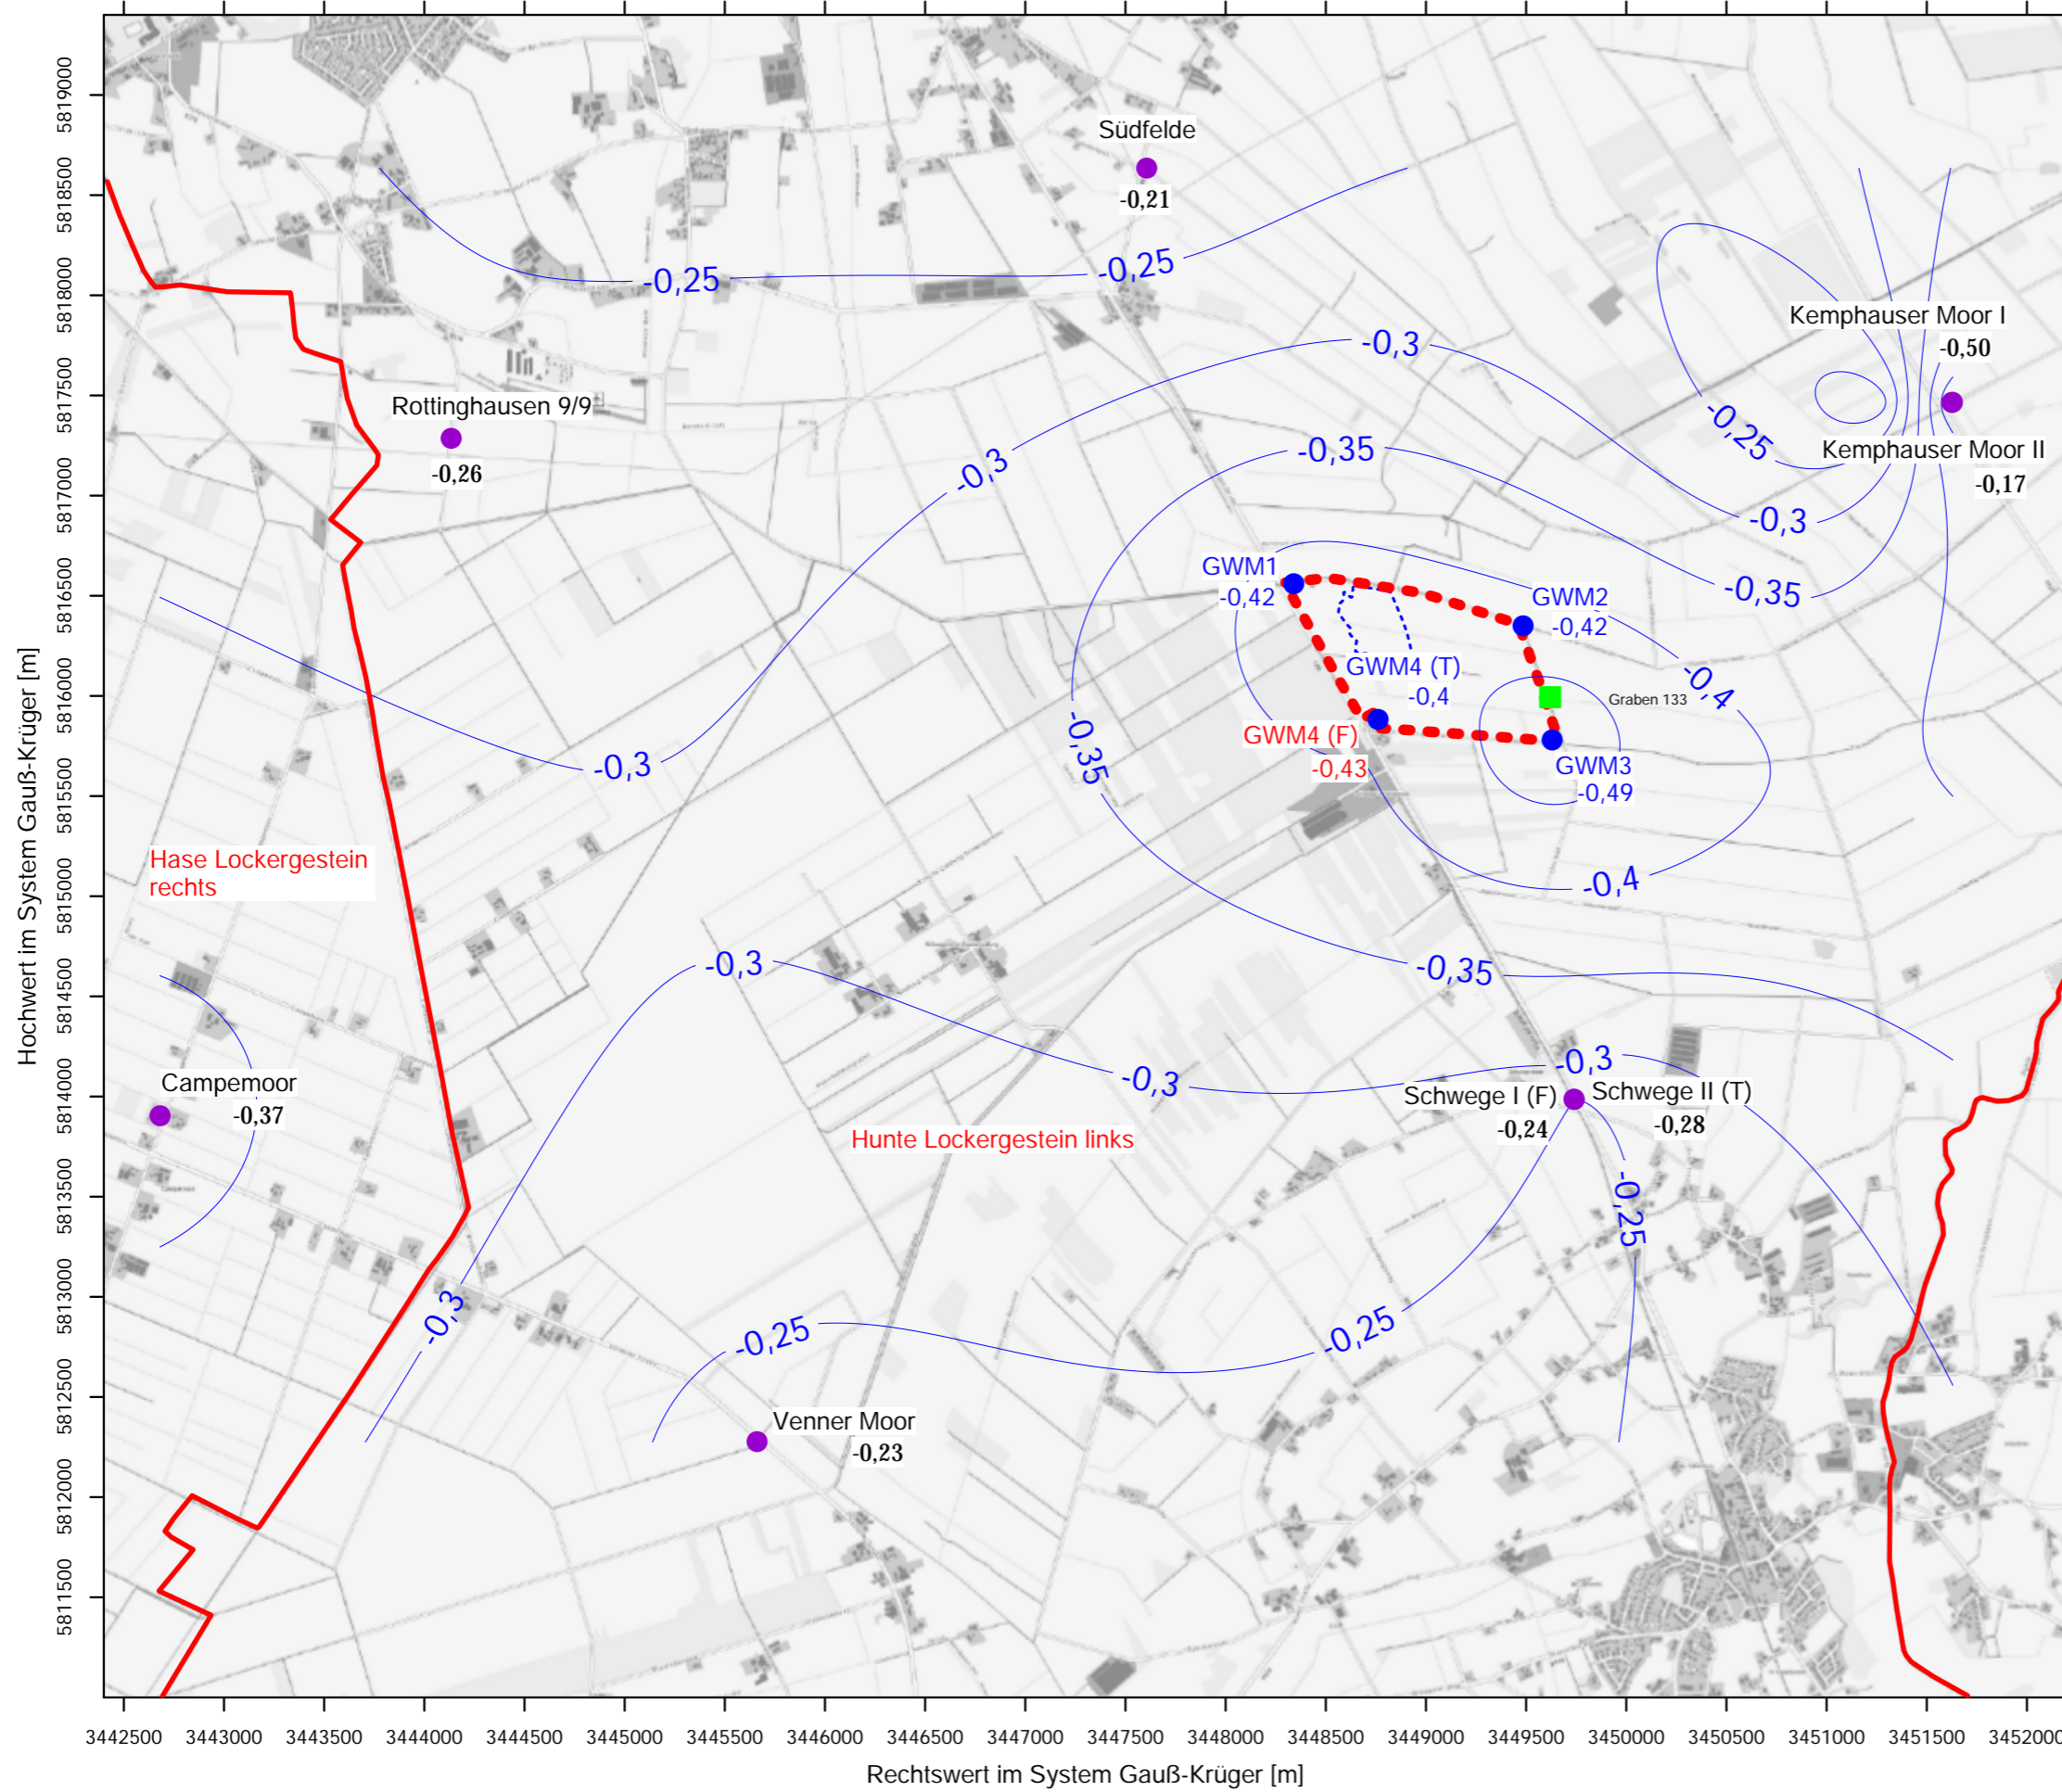 Südfelde
-0,21
-0,25
-0,25
Kemphauser Moor I
-0,50
-0,3
Rottinghausen 9/9
-0,26
-0,25
Kemphauser Moor II
-0,17
-0,3
-0,35
-0,3
GWM1
-0,42
GWM2
-0,42
-0,35
GWM4 (T)
-0,4
-0,4
Graben 133
GWM4 (F)
-0,43
-0,35
-0,3
GWM3
-0,49
Hase Lockergestein
rechts
-0,4
-0,3
-0,35
-0,3
-0,3
Campemoor
-0,37
Schwege I (F)
-0,24
Schwege II (T)
-0,28
Hunte Lockergestein links
-0,25
-0,3
-0,25
-0,25
Venner Moor
-0,23
Hochwert im System Gauß-Krüger [m]
5819000
5818500
5818000
5817500
5817000
5816500
5816000
5815500
5815000
5814500
5814000
5813500
5813000
5812500
5812000
5811500
3442500 3443000 3443500 3444000 3444500 3445000 3445500 3446000 3446500 3447000 3447500 3448000 3448500 3449000 3449500 3450000 3450500 3451000 3451500 3452000
Rechtswert im System Gauß-Krüger [m]